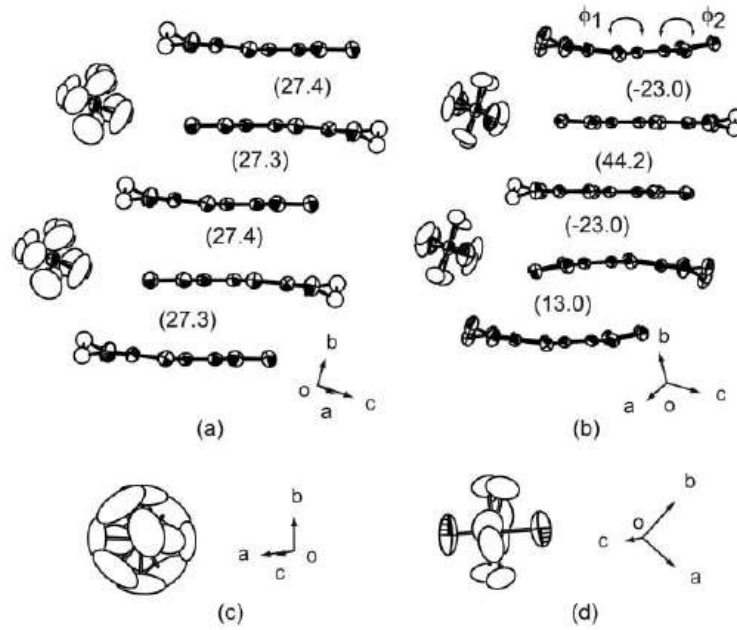 ϕ1 ϕ2
(27.4) (-23.0)
(27.3) (44.2)
(27.4) (-23.0)
(27.3) (13.0)
b b
o a c a o c
(a) (b)
b b
a o o
c c a
(c) (d)